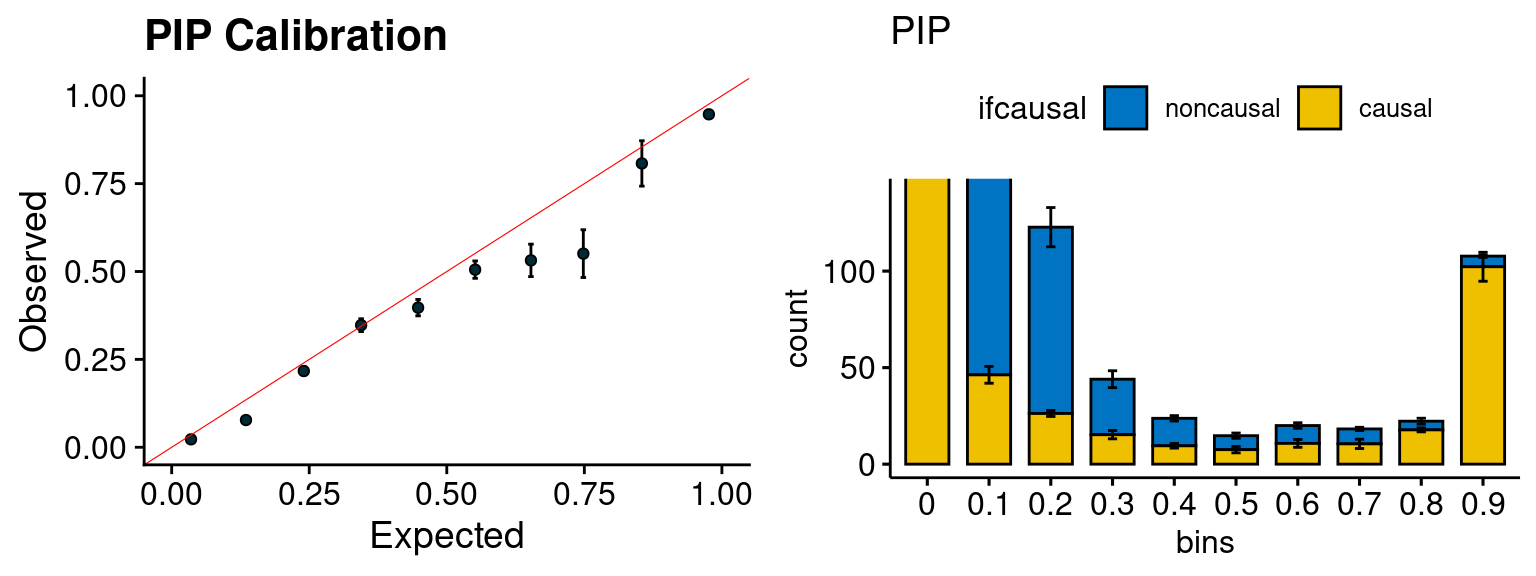 PIP Calibration
1.00
0.75
0.50
0.25
0.00
Observed
0.00 0.25 0.50 0.75 1.00
Expected
PIP
ifcausal noncausal causal
100
50
0
count
0 0.1 0.2 0.3 0.4 0.5 0.6 0.7 0.8 0.9
bins